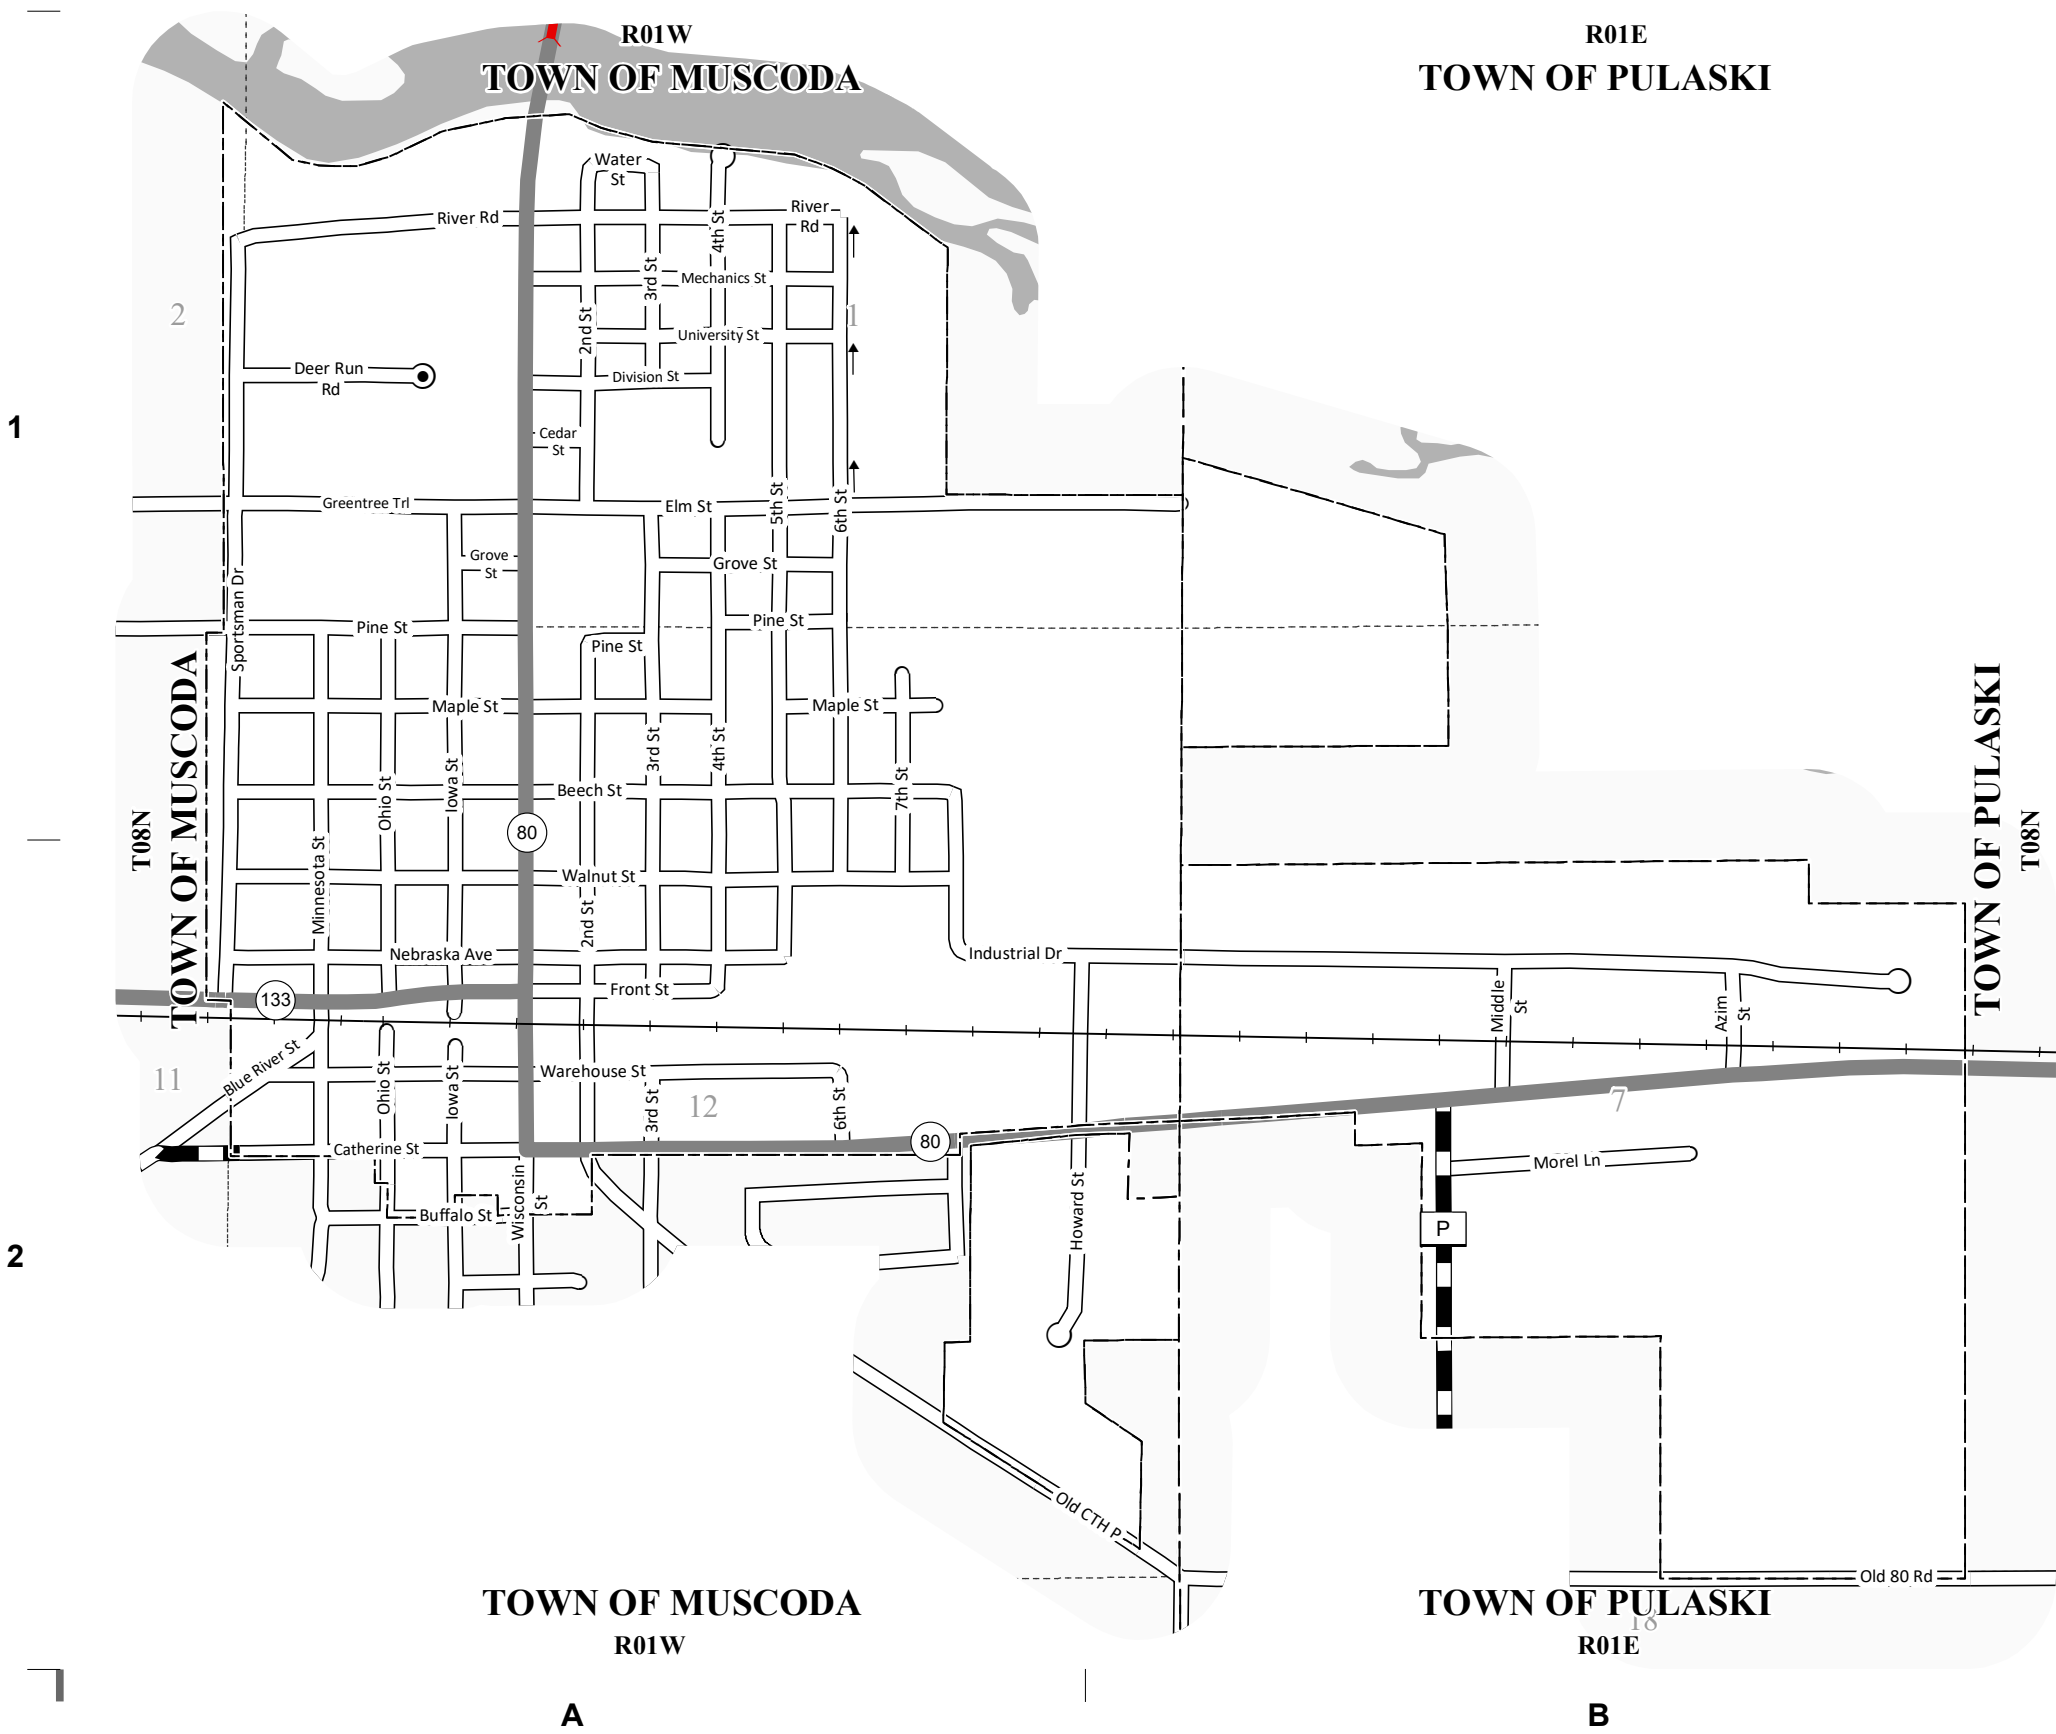 R01W
R01E
TOWN OF MUSCODA
TOWN OF PULASKI
Water
St
River Rd
4th St
River
Rd
3rd St
Mechanics St
2
1
2nd St
University St
Deer Run
Rd
Division St
1
Cedar
St
Greentree Trl
Elm St
5th St
6th St
Grove
St
Grove St
Sportsman Dr
Pine St
Pine St
Pine St
Maple St
Maple St
TOWN OF MUSCODA
T08N
3rd St
4th St
Ohio St
Iowa St
Beech St
7th St
TOWN OF PULASKI
T08N
80
Minnesota St
Walnut St
2nd St
Nebraska Ave
Industrial Dr
133
Front St
Middle
St
Azim
St
11
Blue River St
Ohio St
Iowa St
Warehouse St
3rd St
12
6th St
7
80
Catherine St
Morel Ln
Wisconsin
St
Buffalo St
Howard St
P
2
Old CTH P
Old 80 Rd
TOWN OF MUSCODA
TOWN OF PULASKI
18
R01W
R01E
A
B